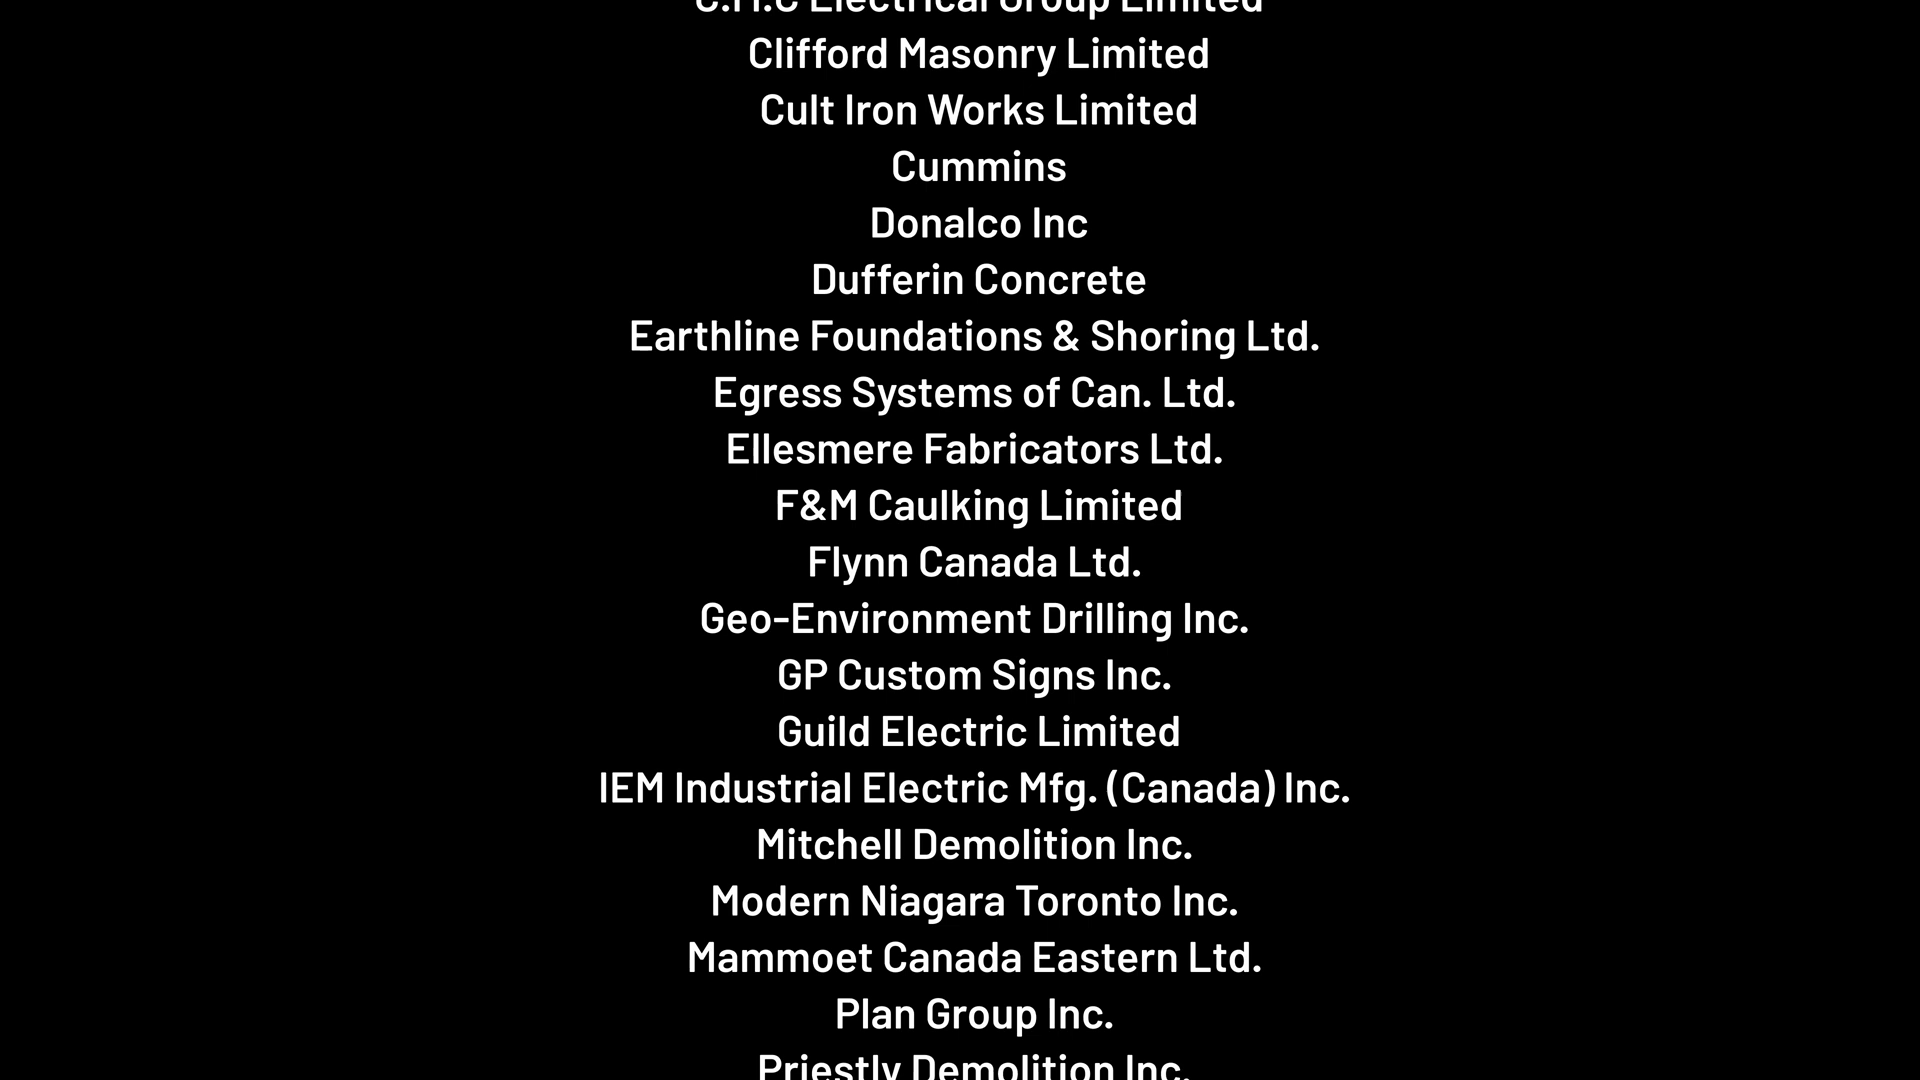 Electrical Group Limited
Clifford Masonry Limited
Cult Iron Works Limited
Cummins
Donalco Inc
Dufferin Concrete
Earthline Foundations & Shoring Ltd.
Egress Systems of Can. Ltd.
Ellesmere Fabricators Ltd.
F&M Caulking Limited
Flynn Canada Ltd.
Geo-Environment Drilling Inc.
GP Custom Signs Inc.
Guild Electric Limited
IEM Industrial Electric Mfg. (Canada) Inc.
Mitchell Demolition Inc.
Modern Niagara Toronto Inc.
Mammoet Canada Eastern Ltd.
Plan Group Inc.
Priestly Demolition Inc.